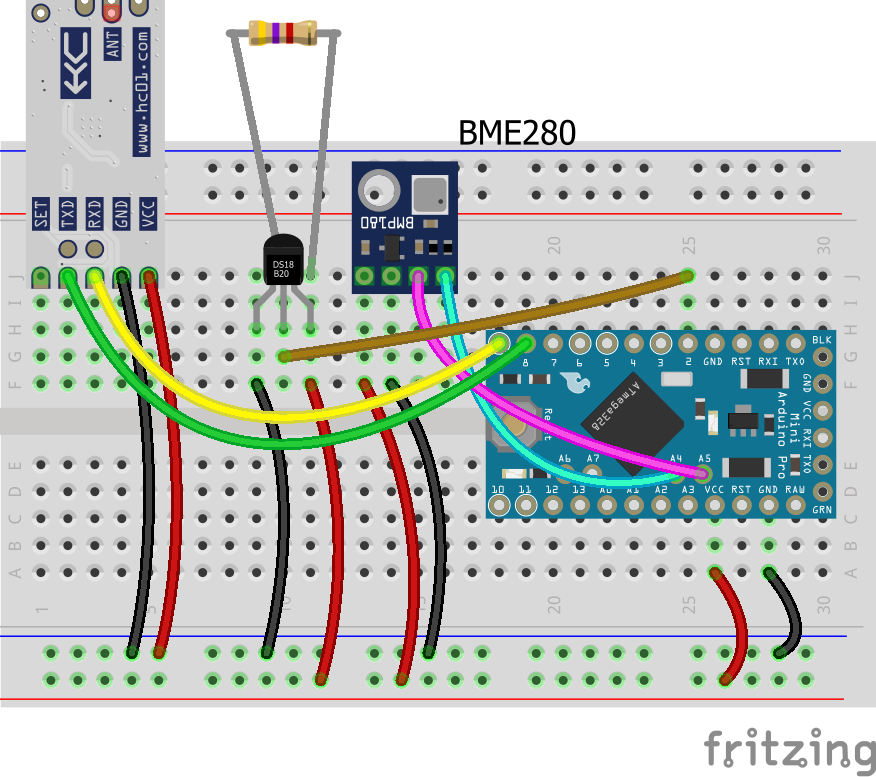 ANT
www.hc01.com
SET
TXD
RXD
GND
VCC
BME280
BMP180
DS18
B20
20
25
30
J
J
I
I
H
H
G
G
F
F
8
7
6
5
4
3
2
GND
RST
RXI
TXO
BLK
GND
VCC
RXI
TXO
GRN
ATmega328
Reset
Arduino Pro
Mini
A6
A7
A4
A5
10
11
12
13
A0
A1
A2
A3
VCC
RST
GND
RAW
E
E
D
D
C
C
B
B
A
A
1
5
10
15
20
25
30
fritzing